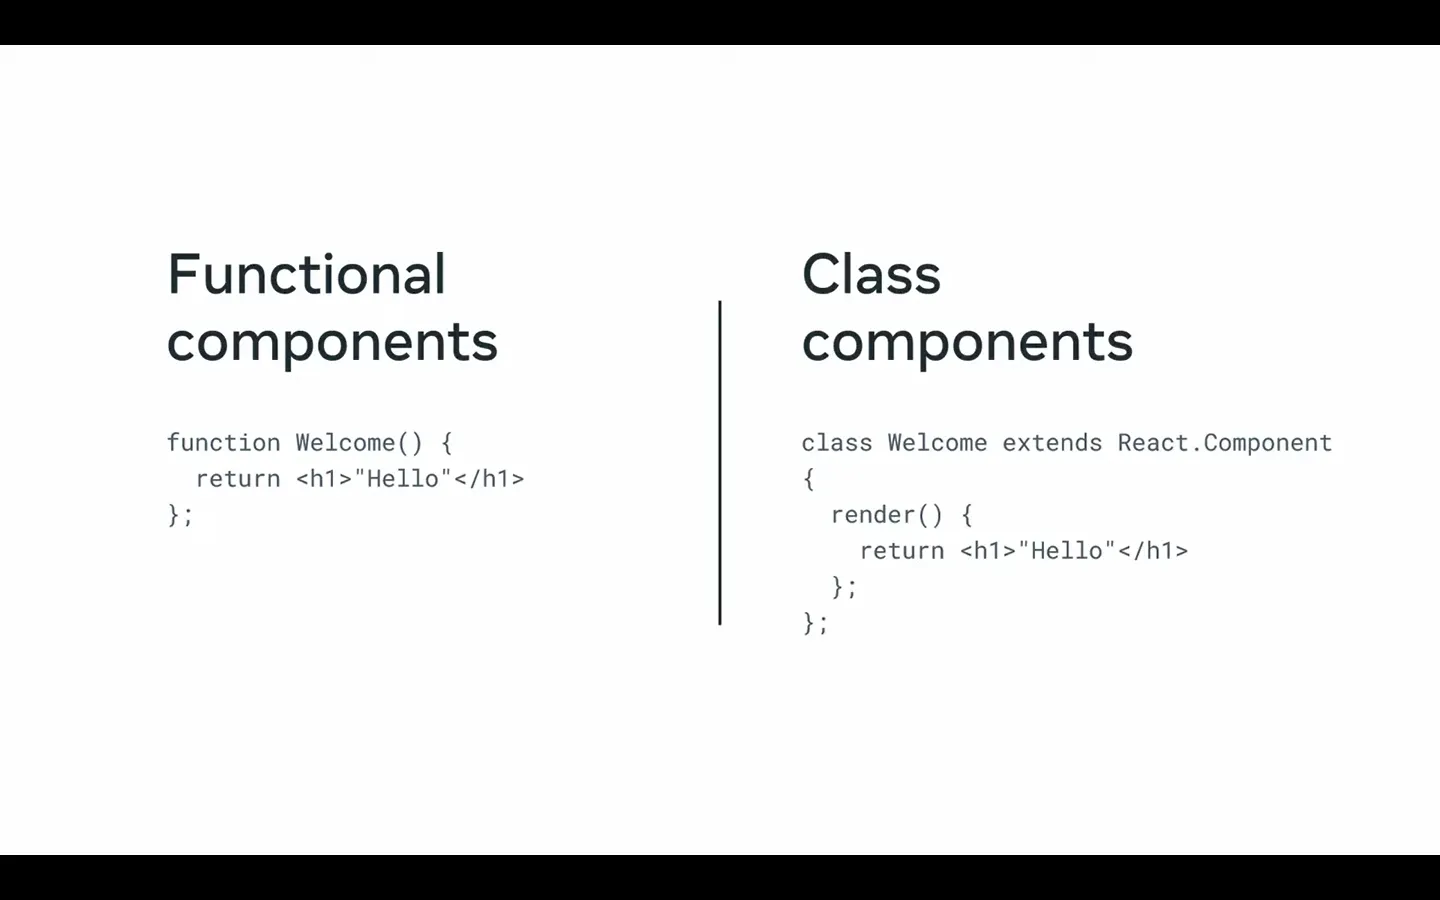 Functional
components
function Welcome() {
  return <h1>"Hello"</h1>
};
Class
components
class Welcome extends React.Component
{
  render() {
    return <h1>"Hello"</h1>
  };
};